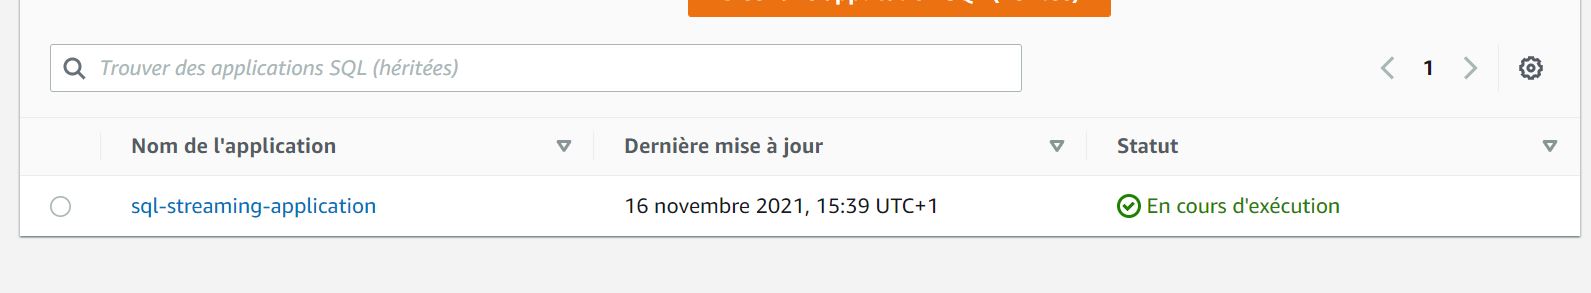 Trouver des applications SQL (héritées)
1
Nom de l'application
Dernière mise à jour
Statut
sql-streaming-application
16 novembre 2021, 15:39 UTC+1
En cours d'exécution